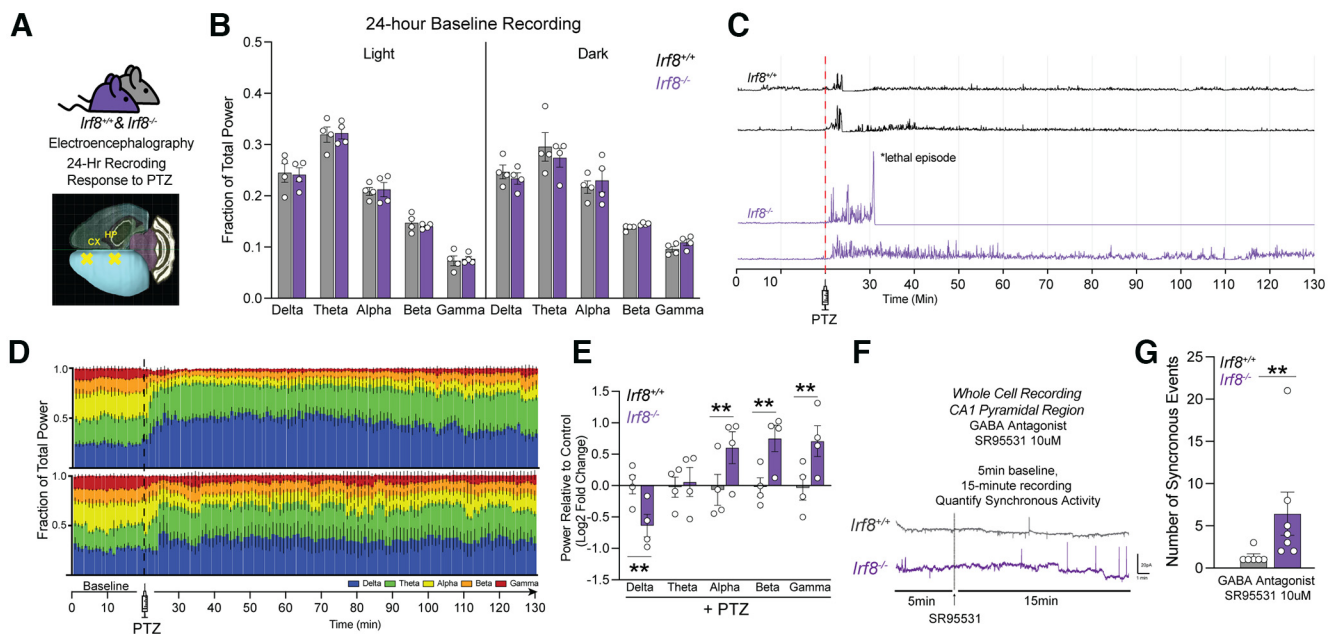 A
Irf8+/+ & Irf8-/-
Electroencephalography
24-Hr Recroding
Response to PTZ
CX
HP
B
24-hour Baseline Recording
Light
Dark
Irf8+/+
Irf8-/-
Fraction of Total Power
0.5
0.4
0.3
0.2
0.1
0.0
Delta Theta Alpha Beta Gamma Delta Theta Alpha Beta Gamma
C
Irf8+/+
*lethal episode
Irf8-/-
0 10 20 30 40 50 60 70 80 90 100 110 120 130
Time (Min)
PTZ
D
Fraction of Total Power
1.0
0.5
Fraction of Total Power
1.0
0.5
Baseline
Delta Theta Alpha Beta Gamma
0 10 20 30 40 50 60 70 80 90 100 110 120 130
PTZ
Time (min)
E
Irf8+/+
Irf8-/-
Power Relative to Control
(Log2 Fold Change)
1.5
1.0
0.5
0.0
-0.5
-1.0
-1.5
**
**
**
**
Delta Theta Alpha Beta Gamma
+ PTZ
F
Whole Cell Recording
CA1 Pyramidal Region
GABA Antagonist
SR95531 10uM
5min baseline,
15-minute recording
Quantify Synchronous Activity
Irf8+/+
Irf8-/-
20pA
1 min
5min
15min
SR95531
G
Irf8+/+
Irf8-/-
**
Number of Syncronous Events
25
20
15
10
5
0
GABA Antagonist
SR95531 10uM